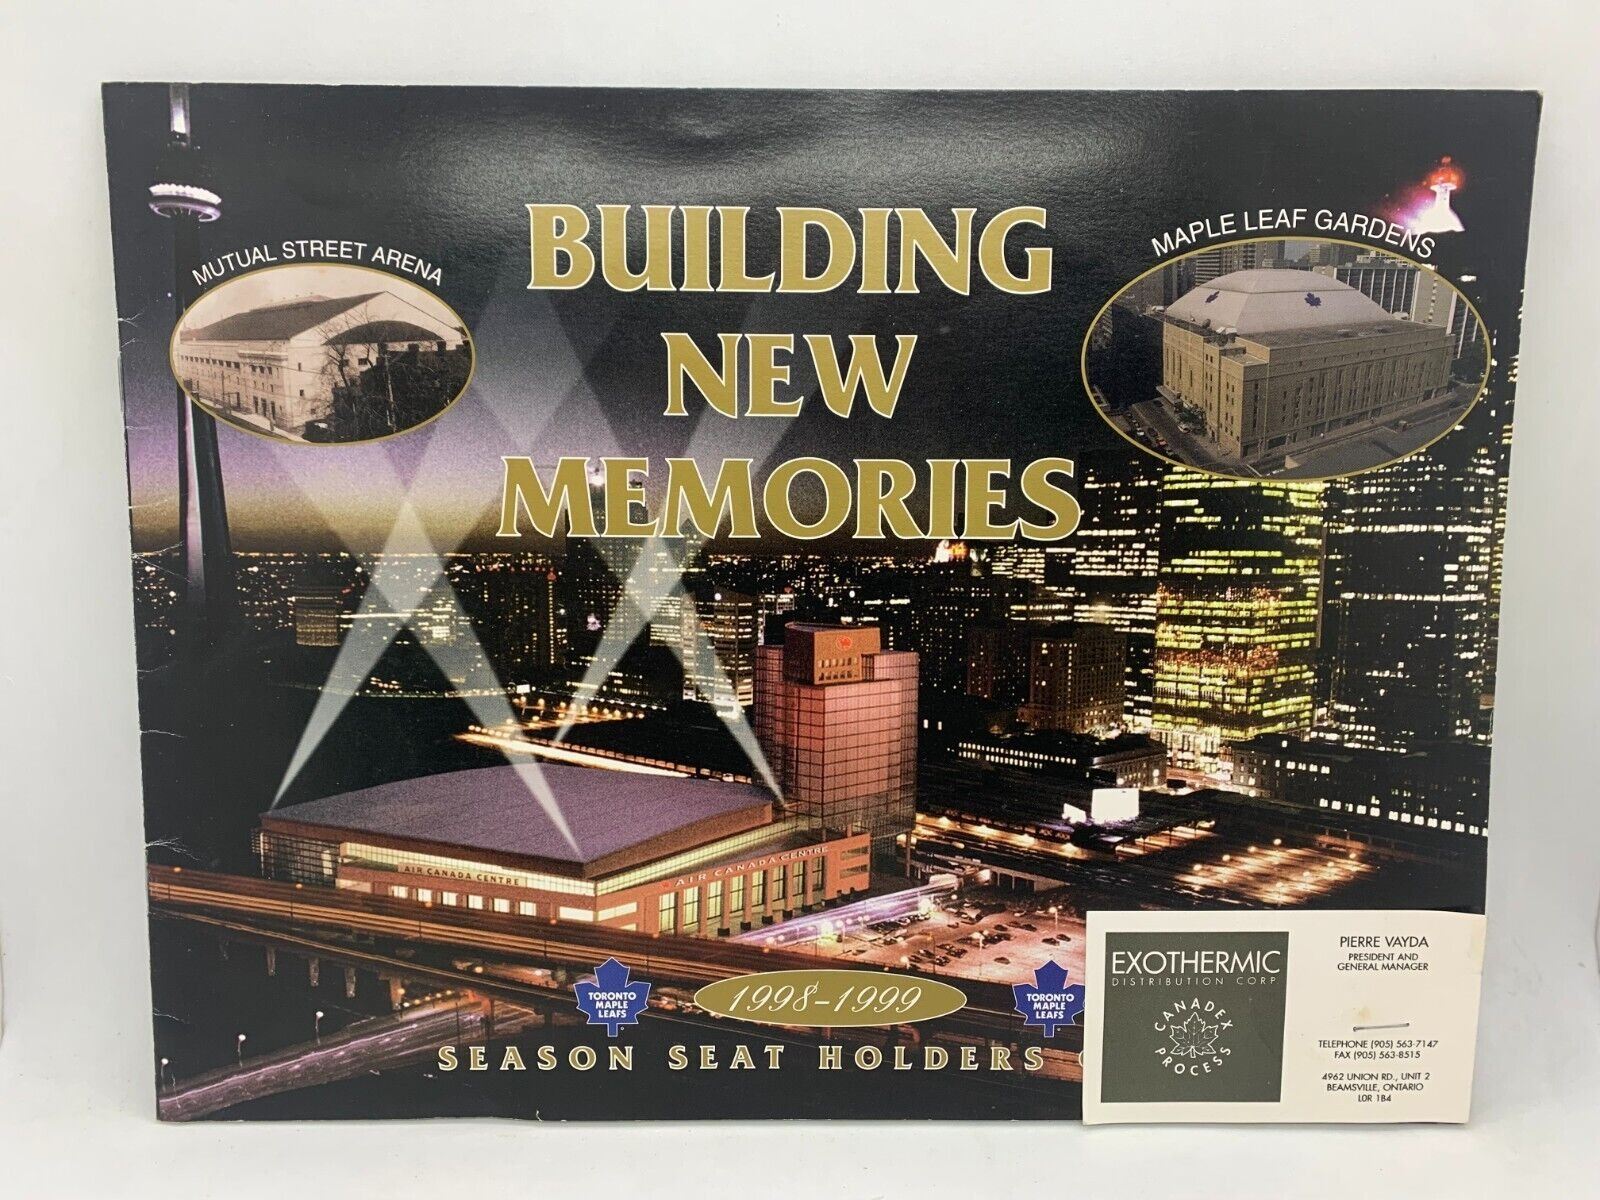 BUILDING
NEW
MEMORIES
MUTUAL STREET ARENA
MAPLE LEAF GARDENS
AIR CANADA CENTRE
AIR CANADA CENTRE
TORONTO
MAPLE
LEAFS
1998-1999
TORONTO
MAPLE
LEAFS
SEASON SEAT HOLDERS
EXOTHERMIC
DISTRIBUTION CORP
CANADEX
PROCESS
PIERRE VAYDA
PRESIDENT AND
GENERAL MANAGER
TELEPHONE (905) 563-7147
FAX (905) 563-8515
4962 UNION RD., UNIT 2
BEAMSVILLE, ONTARIO
L0R 1B4